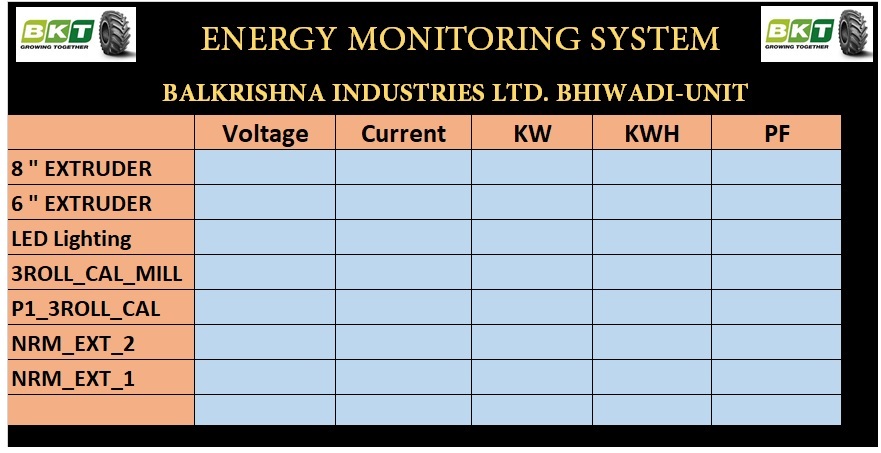 BKT
GROWING TOGETHER
ENERGY MONITORING SYSTEM
BKT
GROWING TOGETHER
BALKRISHNA INDUSTRIES LTD. BHIWADI-UNIT
Voltage Current KW KWH PF
8 " EXTRUDER
6 " EXTRUDER
LED Lighting
3ROLL_CAL_MILL
P1_3ROLL_CAL
NRM_EXT_2
NRM_EXT_1